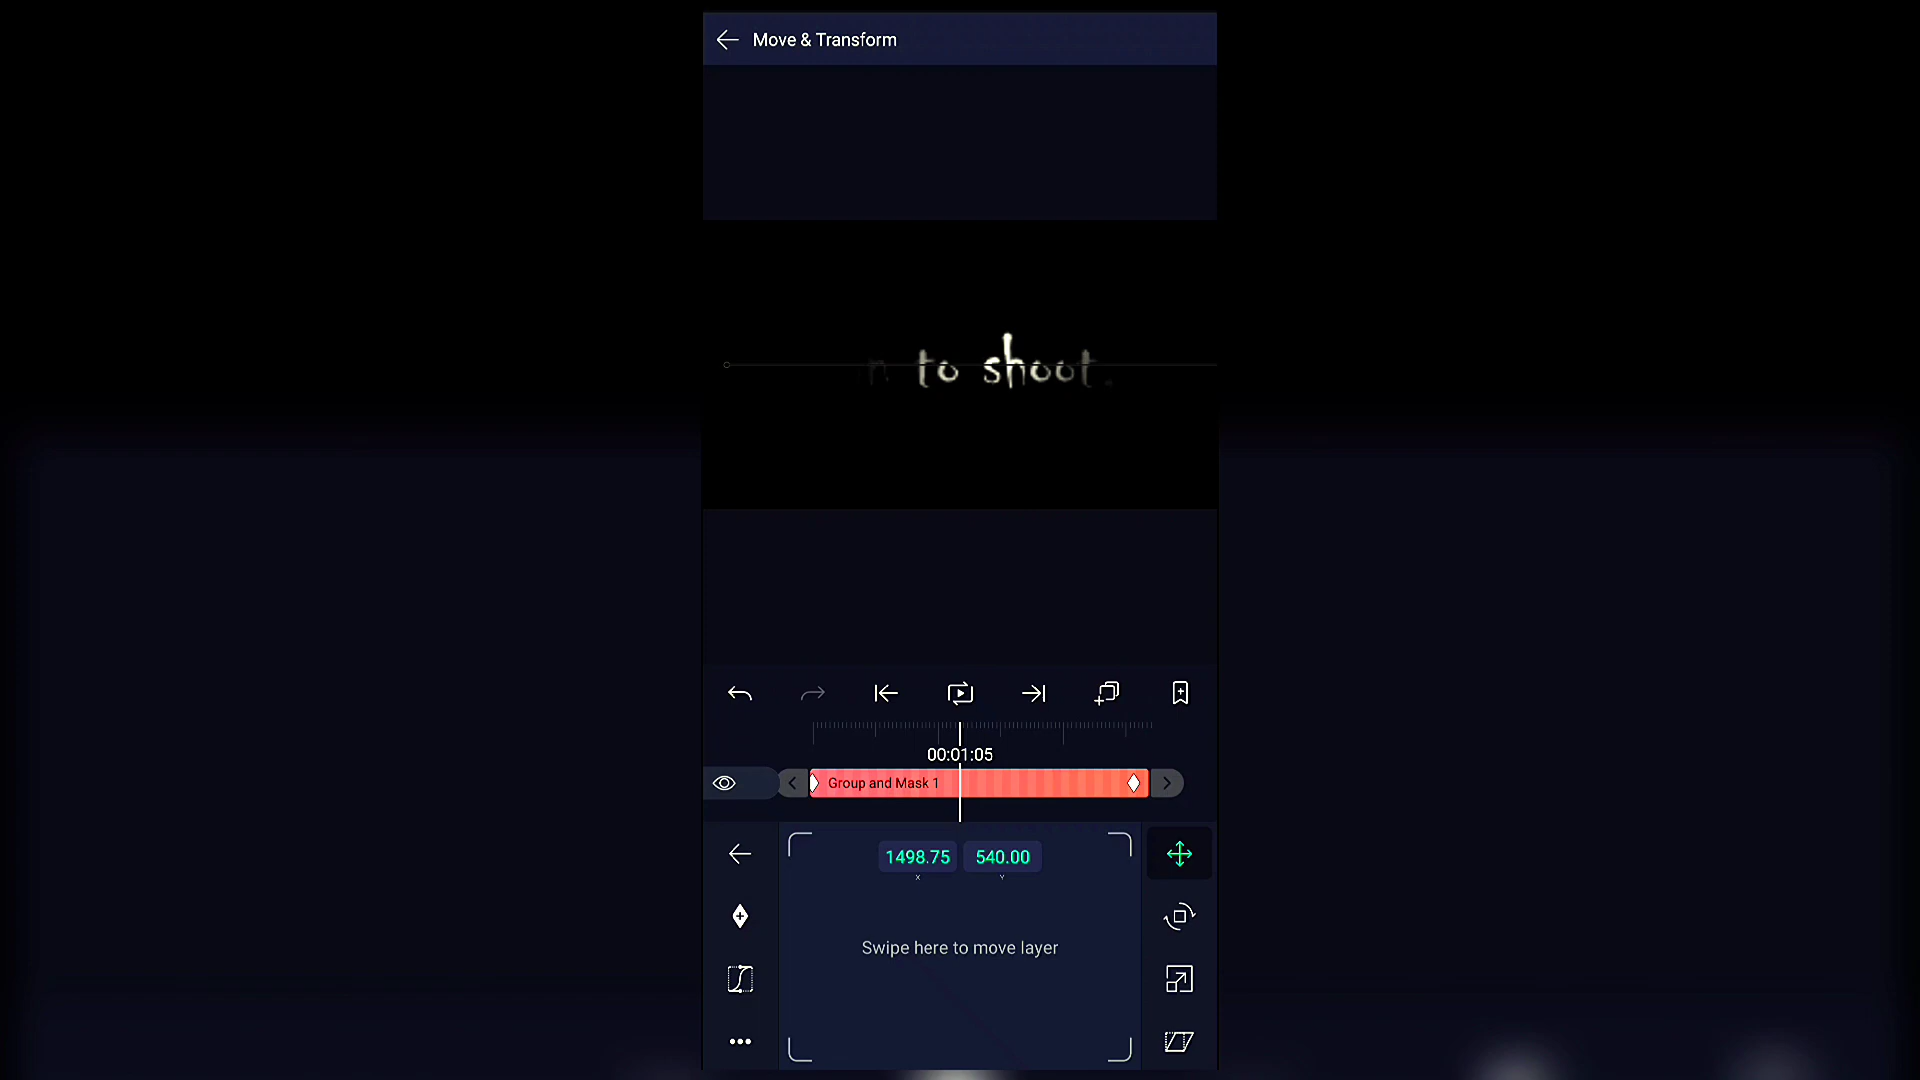 Move & Transform
n to shoot.
00:01:05
Group and Mask 1
1498.75 540.00
X Y
Swipe here to move layer